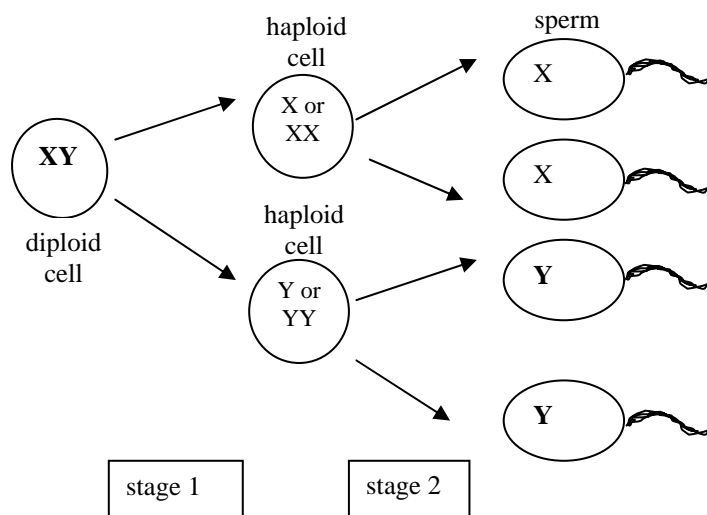 sperm
haploid
cell
X
X or
XX
XY
X
haploid
cell
diploid
cell
Y
Y or
YY
Y
stage 1
stage 2